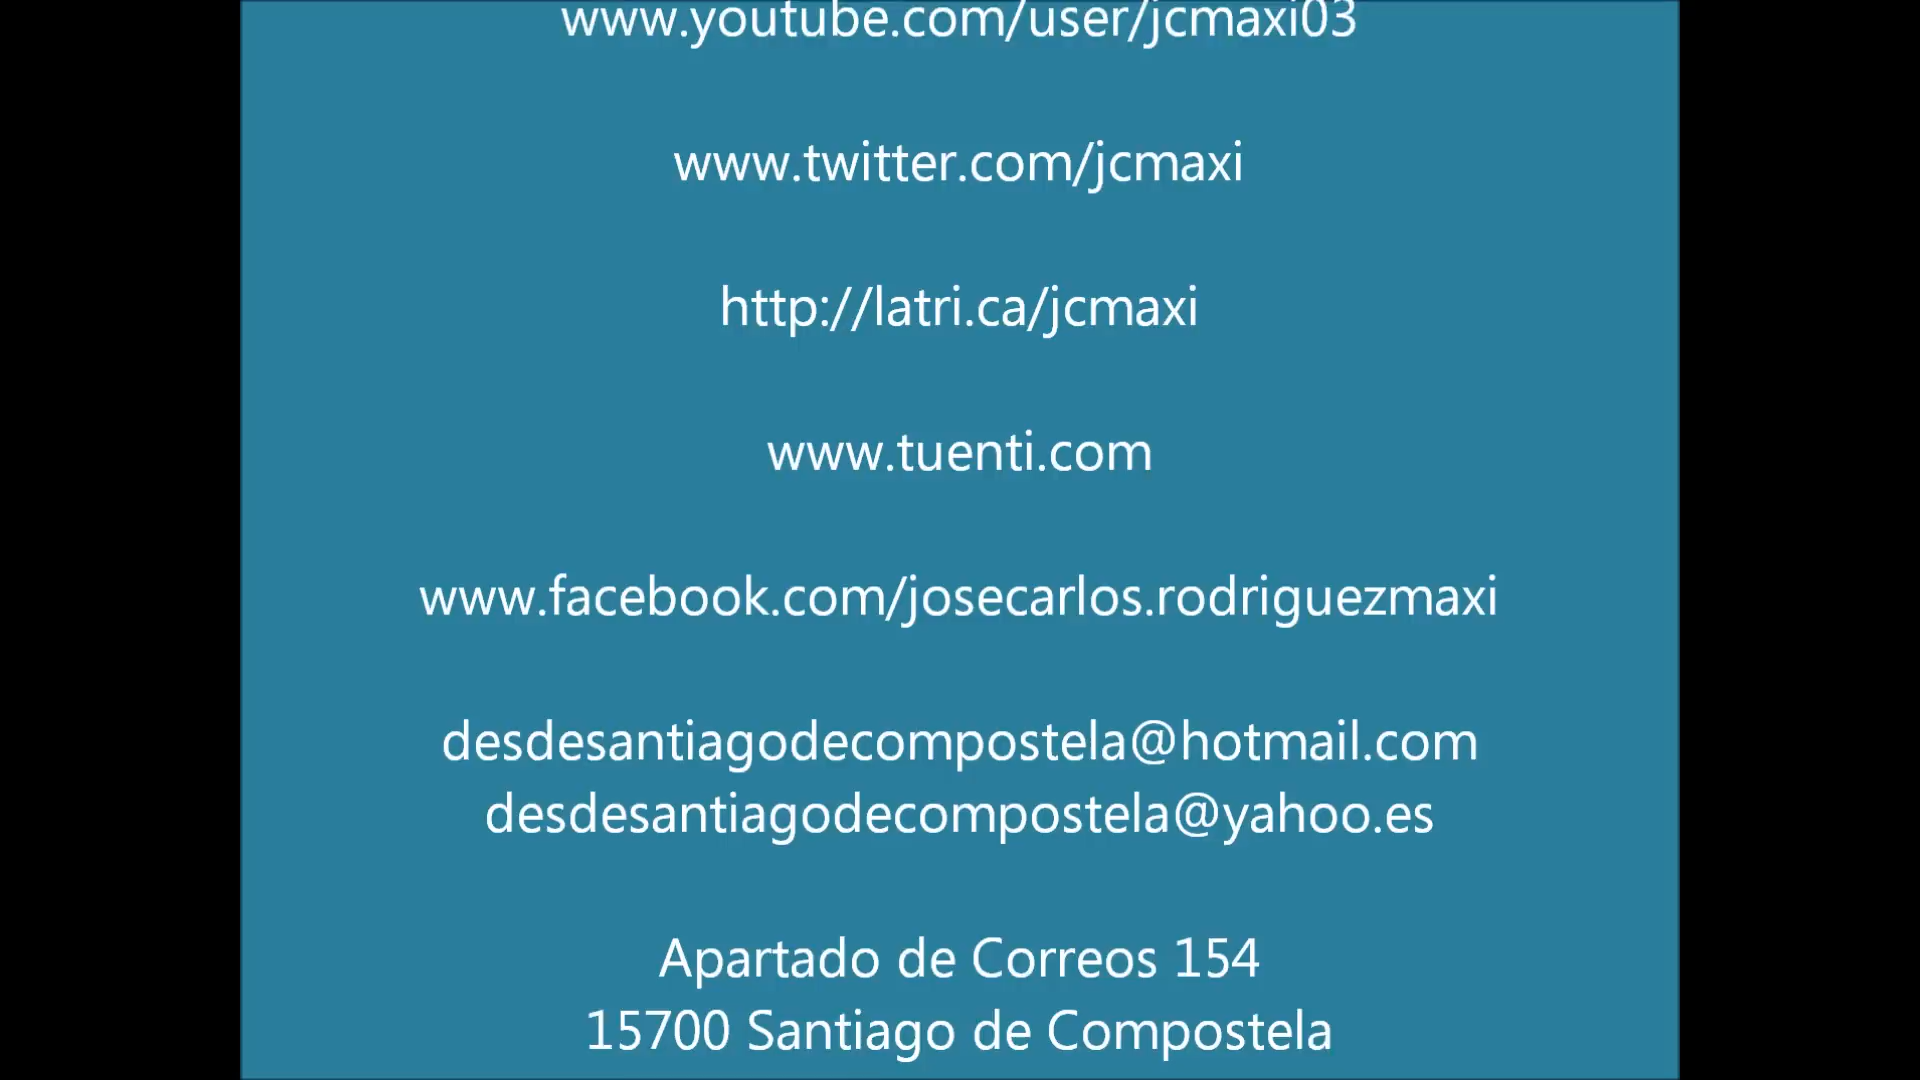 www.youtube.com/user/jcmaxi03
www.twitter.com/jcmaxi
http://latri.ca/jcmaxi
www.tuenti.com
www.facebook.com/josecarlos.rodriguezmaxi
desdesantiagodecompostela@hotmail.com
desdesantiagodecompostela@yahoo.es
Apartado de Correos 154
15700 Santiago de Compostela